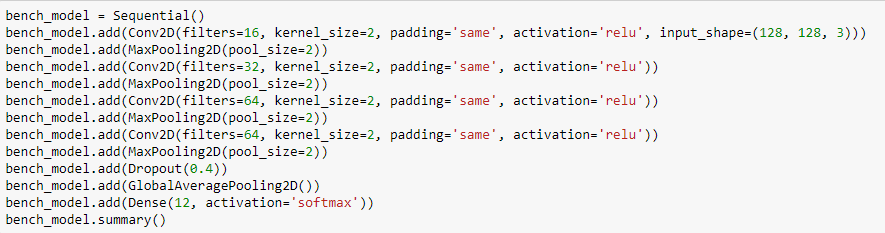 bench_model = Sequential()
bench_model.add(Conv2D(filters=16, kernel_size=2, padding='same', activation='relu', input_shape=(128, 128, 3)))
bench_model.add(MaxPooling2D(pool_size=2))
bench_model.add(Conv2D(filters=32, kernel_size=2, padding='same', activation='relu'))
bench_model.add(MaxPooling2D(pool_size=2))
bench_model.add(Conv2D(filters=64, kernel_size=2, padding='same', activation='relu'))
bench_model.add(MaxPooling2D(pool_size=2))
bench_model.add(Conv2D(filters=64, kernel_size=2, padding='same', activation='relu'))
bench_model.add(MaxPooling2D(pool_size=2))
bench_model.add(Dropout(0.4))
bench_model.add(GlobalAveragePooling2D())
bench_model.add(Dense(12, activation='softmax'))
bench_model.summary()